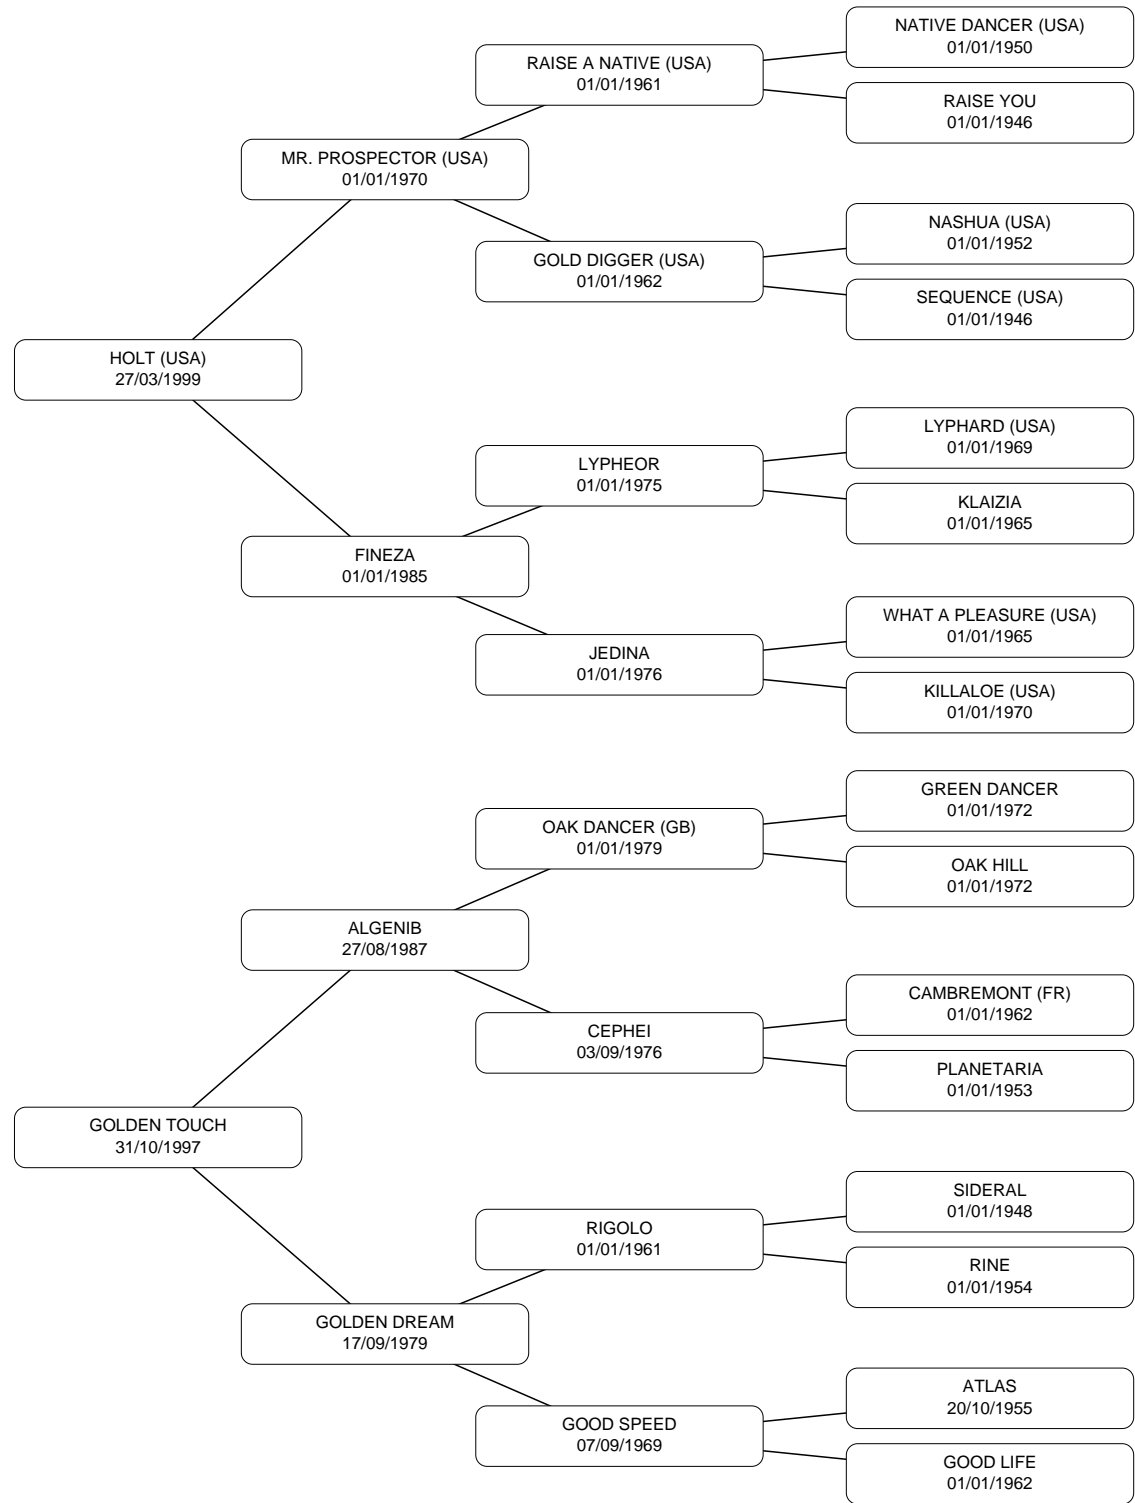 NATIVE DANCER (USA)
01/01/1950
RAISE A NATIVE (USA)
01/01/1961
RAISE YOU
01/01/1946
MR. PROSPECTOR (USA)
01/01/1970
NASHUA (USA)
01/01/1952
GOLD DIGGER (USA)
01/01/1962
SEQUENCE (USA)
01/01/1946
HOLT (USA)
27/03/1999
LYPHARD (USA)
01/01/1969
LYPHEOR
01/01/1975
KLAIZIA
01/01/1965
FINEZA
01/01/1985
WHAT A PLEASURE (USA)
01/01/1965
JEDINA
01/01/1976
KILLALOE (USA)
01/01/1970
GREEN DANCER
01/01/1972
OAK DANCER (GB)
01/01/1979
OAK HILL
01/01/1972
ALGENIB
27/08/1987
CAMBREMONT (FR)
01/01/1962
CEPHEI
03/09/1976
PLANETARIA
01/01/1953
GOLDEN TOUCH
31/10/1997
SIDERAL
01/01/1948
RIGOLO
01/01/1961
RINE
01/01/1954
GOLDEN DREAM
17/09/1979
ATLAS
20/10/1955
GOOD SPEED
07/09/1969
GOOD LIFE
01/01/1962